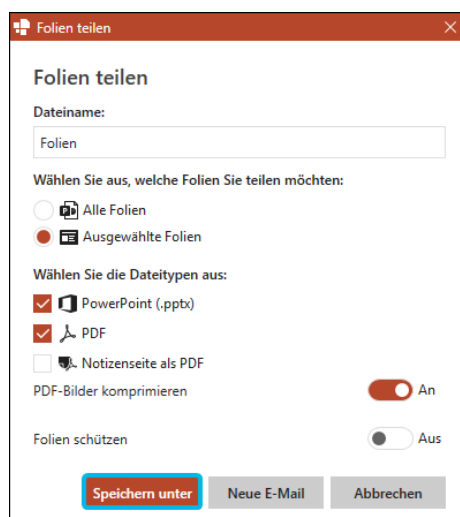 Folien teilen
Folien teilen
Dateiname:
Folien
Wählen Sie aus, welche Folien Sie teilen möchten:
Alle Folien
Ausgewählte Folien
Wählen Sie die Dateitypen aus:
PowerPoint (.pptx)
PDF
Notizenseite als PDF
PDF-Bilder komprimieren An
Folien schützen Aus
Speichern unter Neue E-Mail Abbrechen